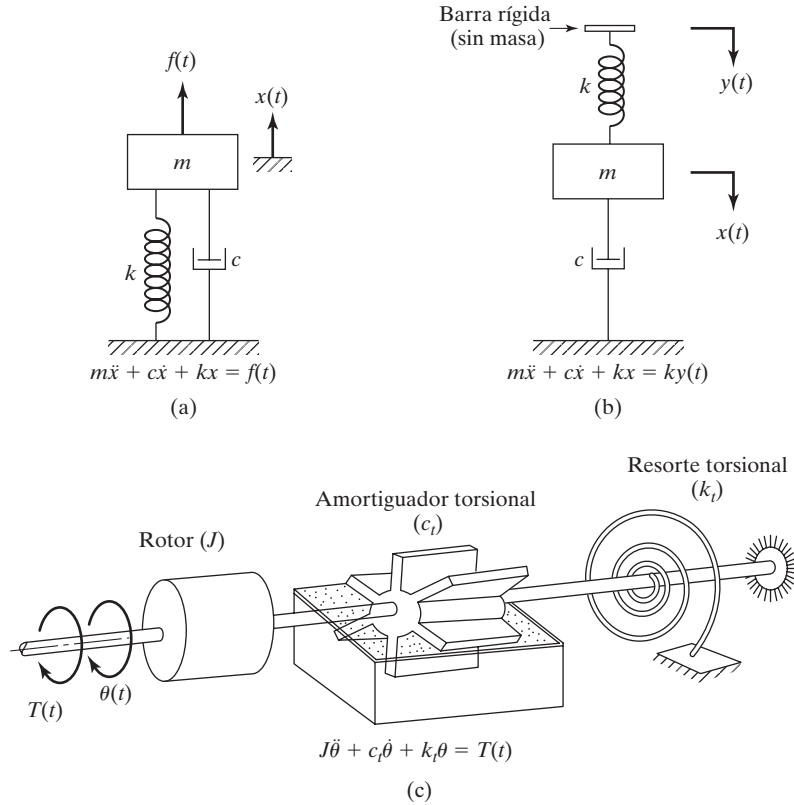 f(t)
x(t)
m
k
c
mẍ + cẋ + kx = f(t)
(a)
Barra rígida
(sin masa)
k
y(t)
m
x(t)
c
mẍ + cẋ + kx = ky(t)
(b)
Resorte torsional
(kₜ)
Amortiguador torsional
(cₜ)
Rotor (J)
T(t)
θ(t)
Jθ̈ + cₜθ̇ + kₜθ = T(t)
(c)